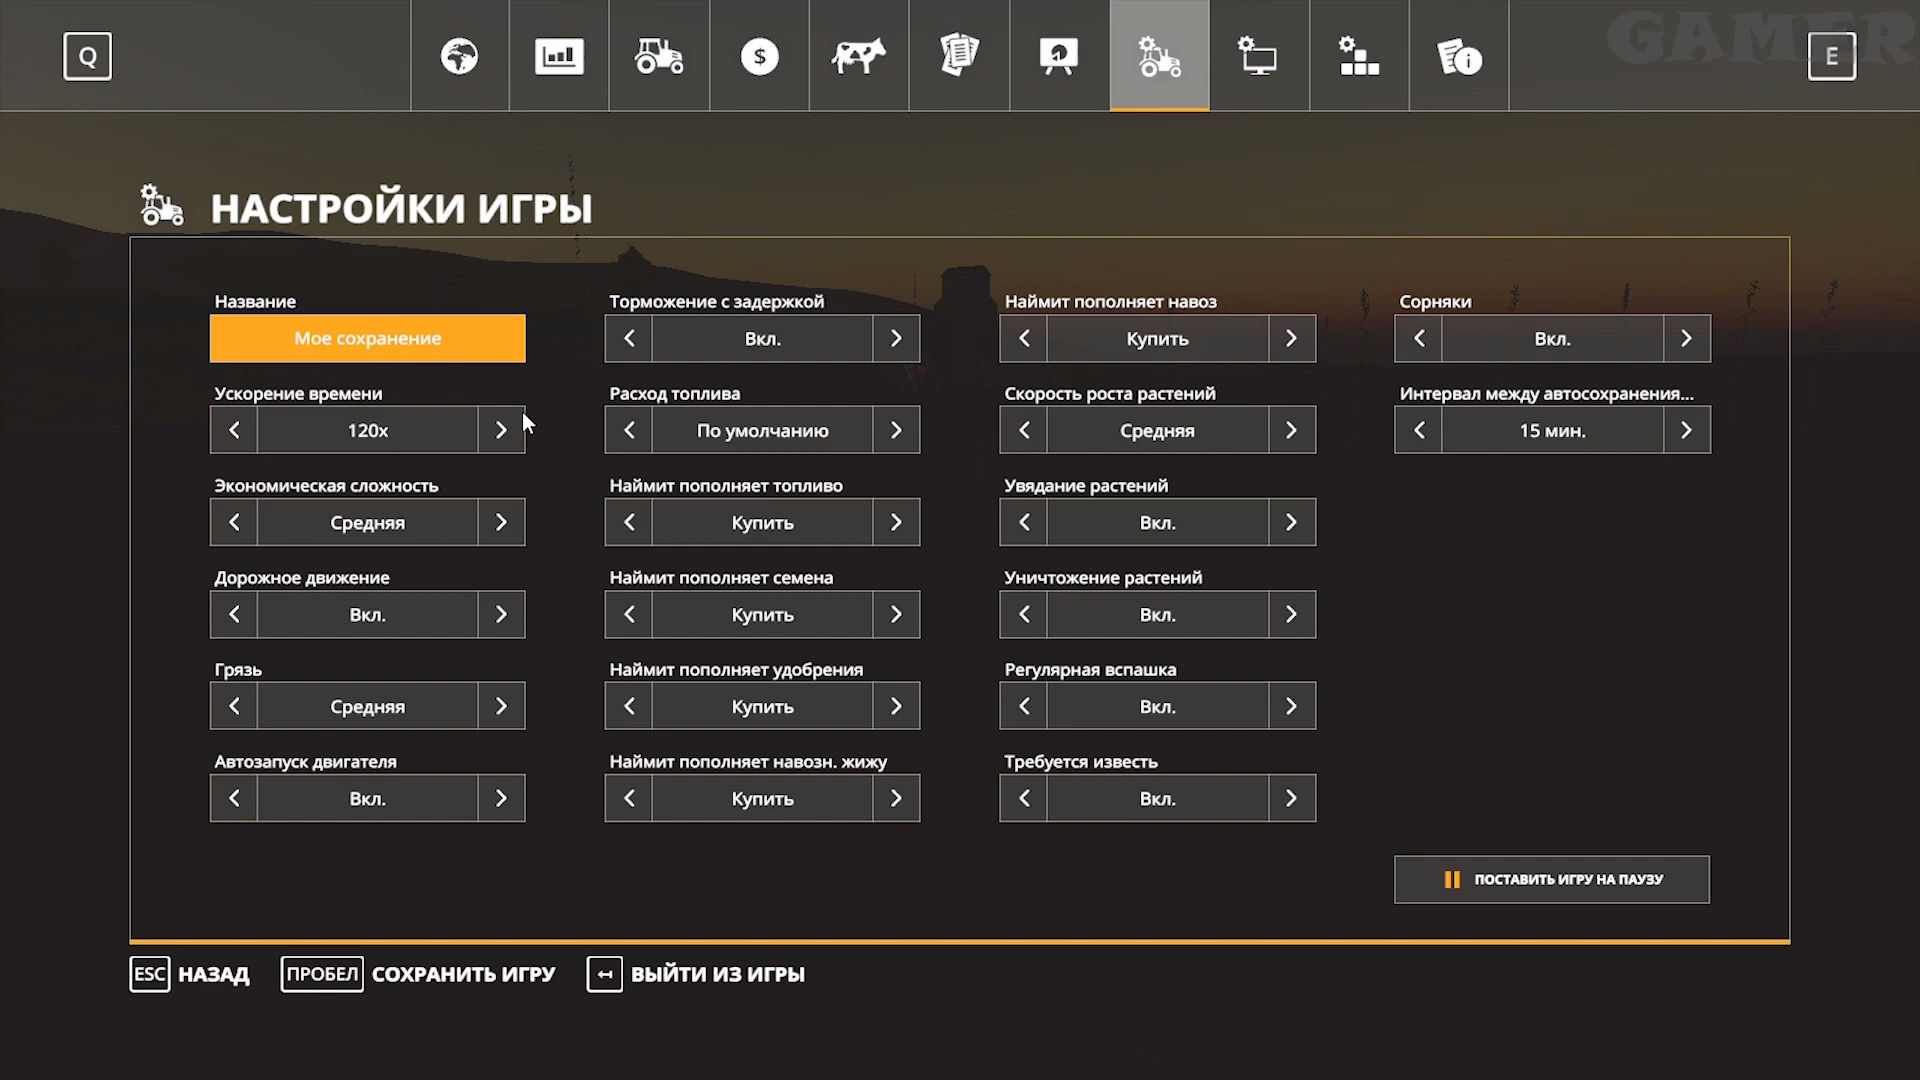 Q
$
GAMER
E
НАСТРОЙКИ ИГРЫ
Название
Мое сохранение
Ускорение времени
120x
Экономическая сложность
Средняя
Дорожное движение
Вкл.
Грязь
Средняя
Автозапуск двигателя
Вкл.
Торможение с задержкой
Вкл.
Расход топлива
По умолчанию
Наймит пополняет топливо
Купить
Наймит пополняет семена
Купить
Наймит пополняет удобрения
Купить
Наймит пополняет навозн. жижу
Купить
Наймит пополняет навоз
Купить
Скорость роста растений
Средняя
Увядание растений
Вкл.
Уничтожение растений
Вкл.
Регулярная вспашка
Вкл.
Требуется известь
Вкл.
Сорняки
Вкл.
Интервал между автосохранения...
15 мин.
ПОСТАВИТЬ ИГРУ НА ПАУЗУ
ESC НАЗАД ПРОБЕЛ СОХРАНИТЬ ИГРУ ВЫЙТИ ИЗ ИГРЫ